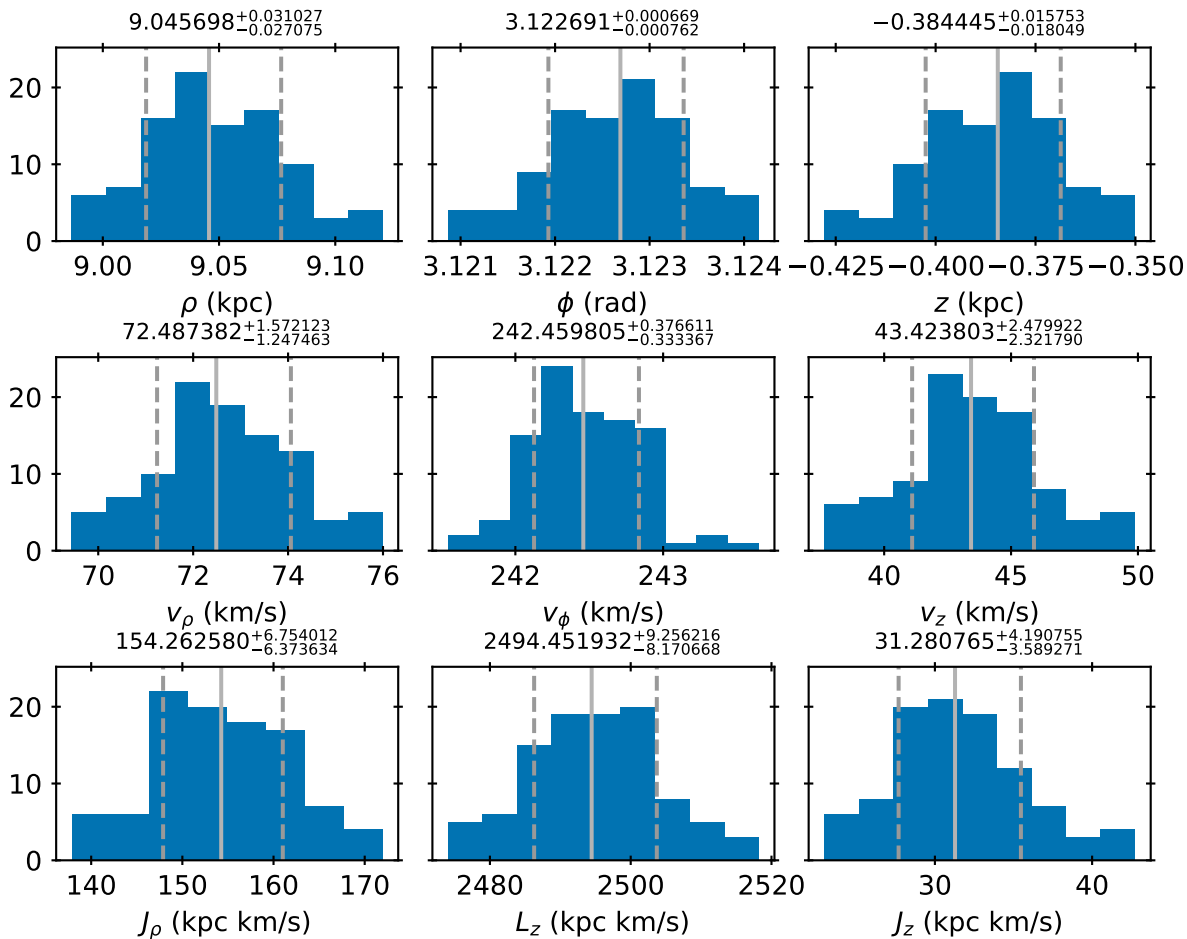 9.045698+0.031027−0.027075 3.122691+0.000669−0.000762 −0.384445+0.015753−0.018049
20
10
0
9.00 9.05 9.10 3.121 3.122 3.123 3.124 −0.425 −0.400 −0.375 −0.350
ρ (kpc) ϕ (rad) z (kpc)
72.487382+1.572123−1.247463 242.459805+0.376611−0.333367 43.423803+2.479922−2.321790
20
10
0
70 72 74 76 242 243 40 45 50
vρ (km/s) vϕ (km/s) vz (km/s)
154.262580+6.754012−6.373634 2494.451932+9.256216−8.170668 31.280765+4.190755−3.589271
20
10
0
140 150 160 170 2480 2500 2520 30 40
Jρ (kpc km/s) Lz (kpc km/s) Jz (kpc km/s)